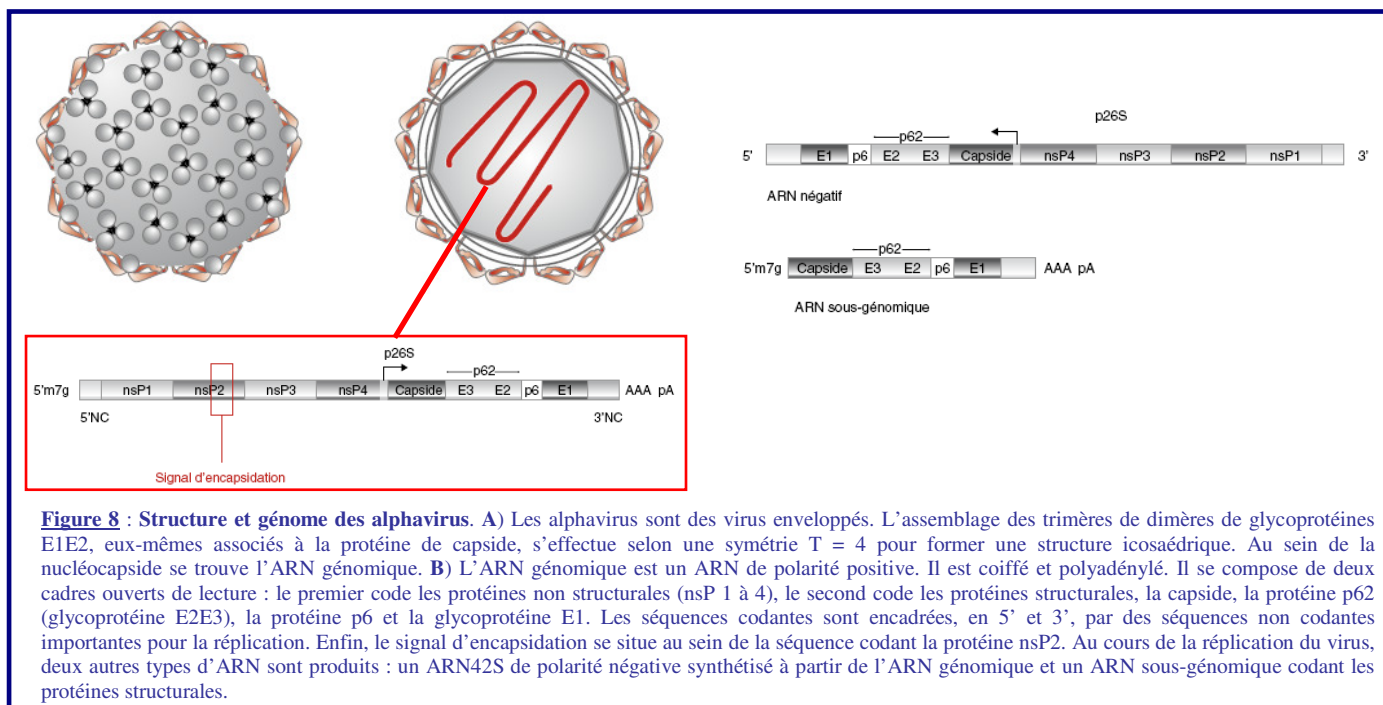 p26S
p62
5' E1 p6 E2 E3 Capside nsP4 nsP3 nsP2 nsP1 3'
ARN négatif
p62
5'm7g Capside E3 E2 p6 E1 AAA pA
ARN sous-génomique
p26S
p62
5'm7g nsP1 nsP2 nsP3 nsP4 Capside E3 E2 p6 E1 AAA pA
5'NC 3'NC
Signal d'encapsidation
Figure 8 : Structure et génome des alphavirus. A) Les alphavirus sont des virus enveloppés. L'assemblage des trimères de dimères de glycoprotéines
E1E2, eux-mêmes associés à la protéine de capside, s'effectue selon une symétrie T = 4 pour former une structure icosaédrique. Au sein de la
nucléocapside se trouve l'ARN génomique. B) L'ARN génomique est un ARN de polarité positive. Il est coiffé et polyadénylé. Il se compose de deux
cadres ouverts de lecture : le premier code les protéines non structurales (nsP 1 à 4), le second code les protéines structurales, la capside, la protéine p62
(glycoprotéine E2E3), la protéine p6 et la glycoprotéine E1. Les séquences codantes sont encadrées, en 5' et 3', par des séquences non codantes
importantes pour la réplication. Enfin, le signal d'encapsidation se situe au sein de la séquence codant la protéine nsP2. Au cours de la réplication du virus,
deux autres types d'ARN sont produits : un ARN42S de polarité négative synthétisé à partir de l'ARN génomique et un ARN sous-génomique codant les
protéines structurales.